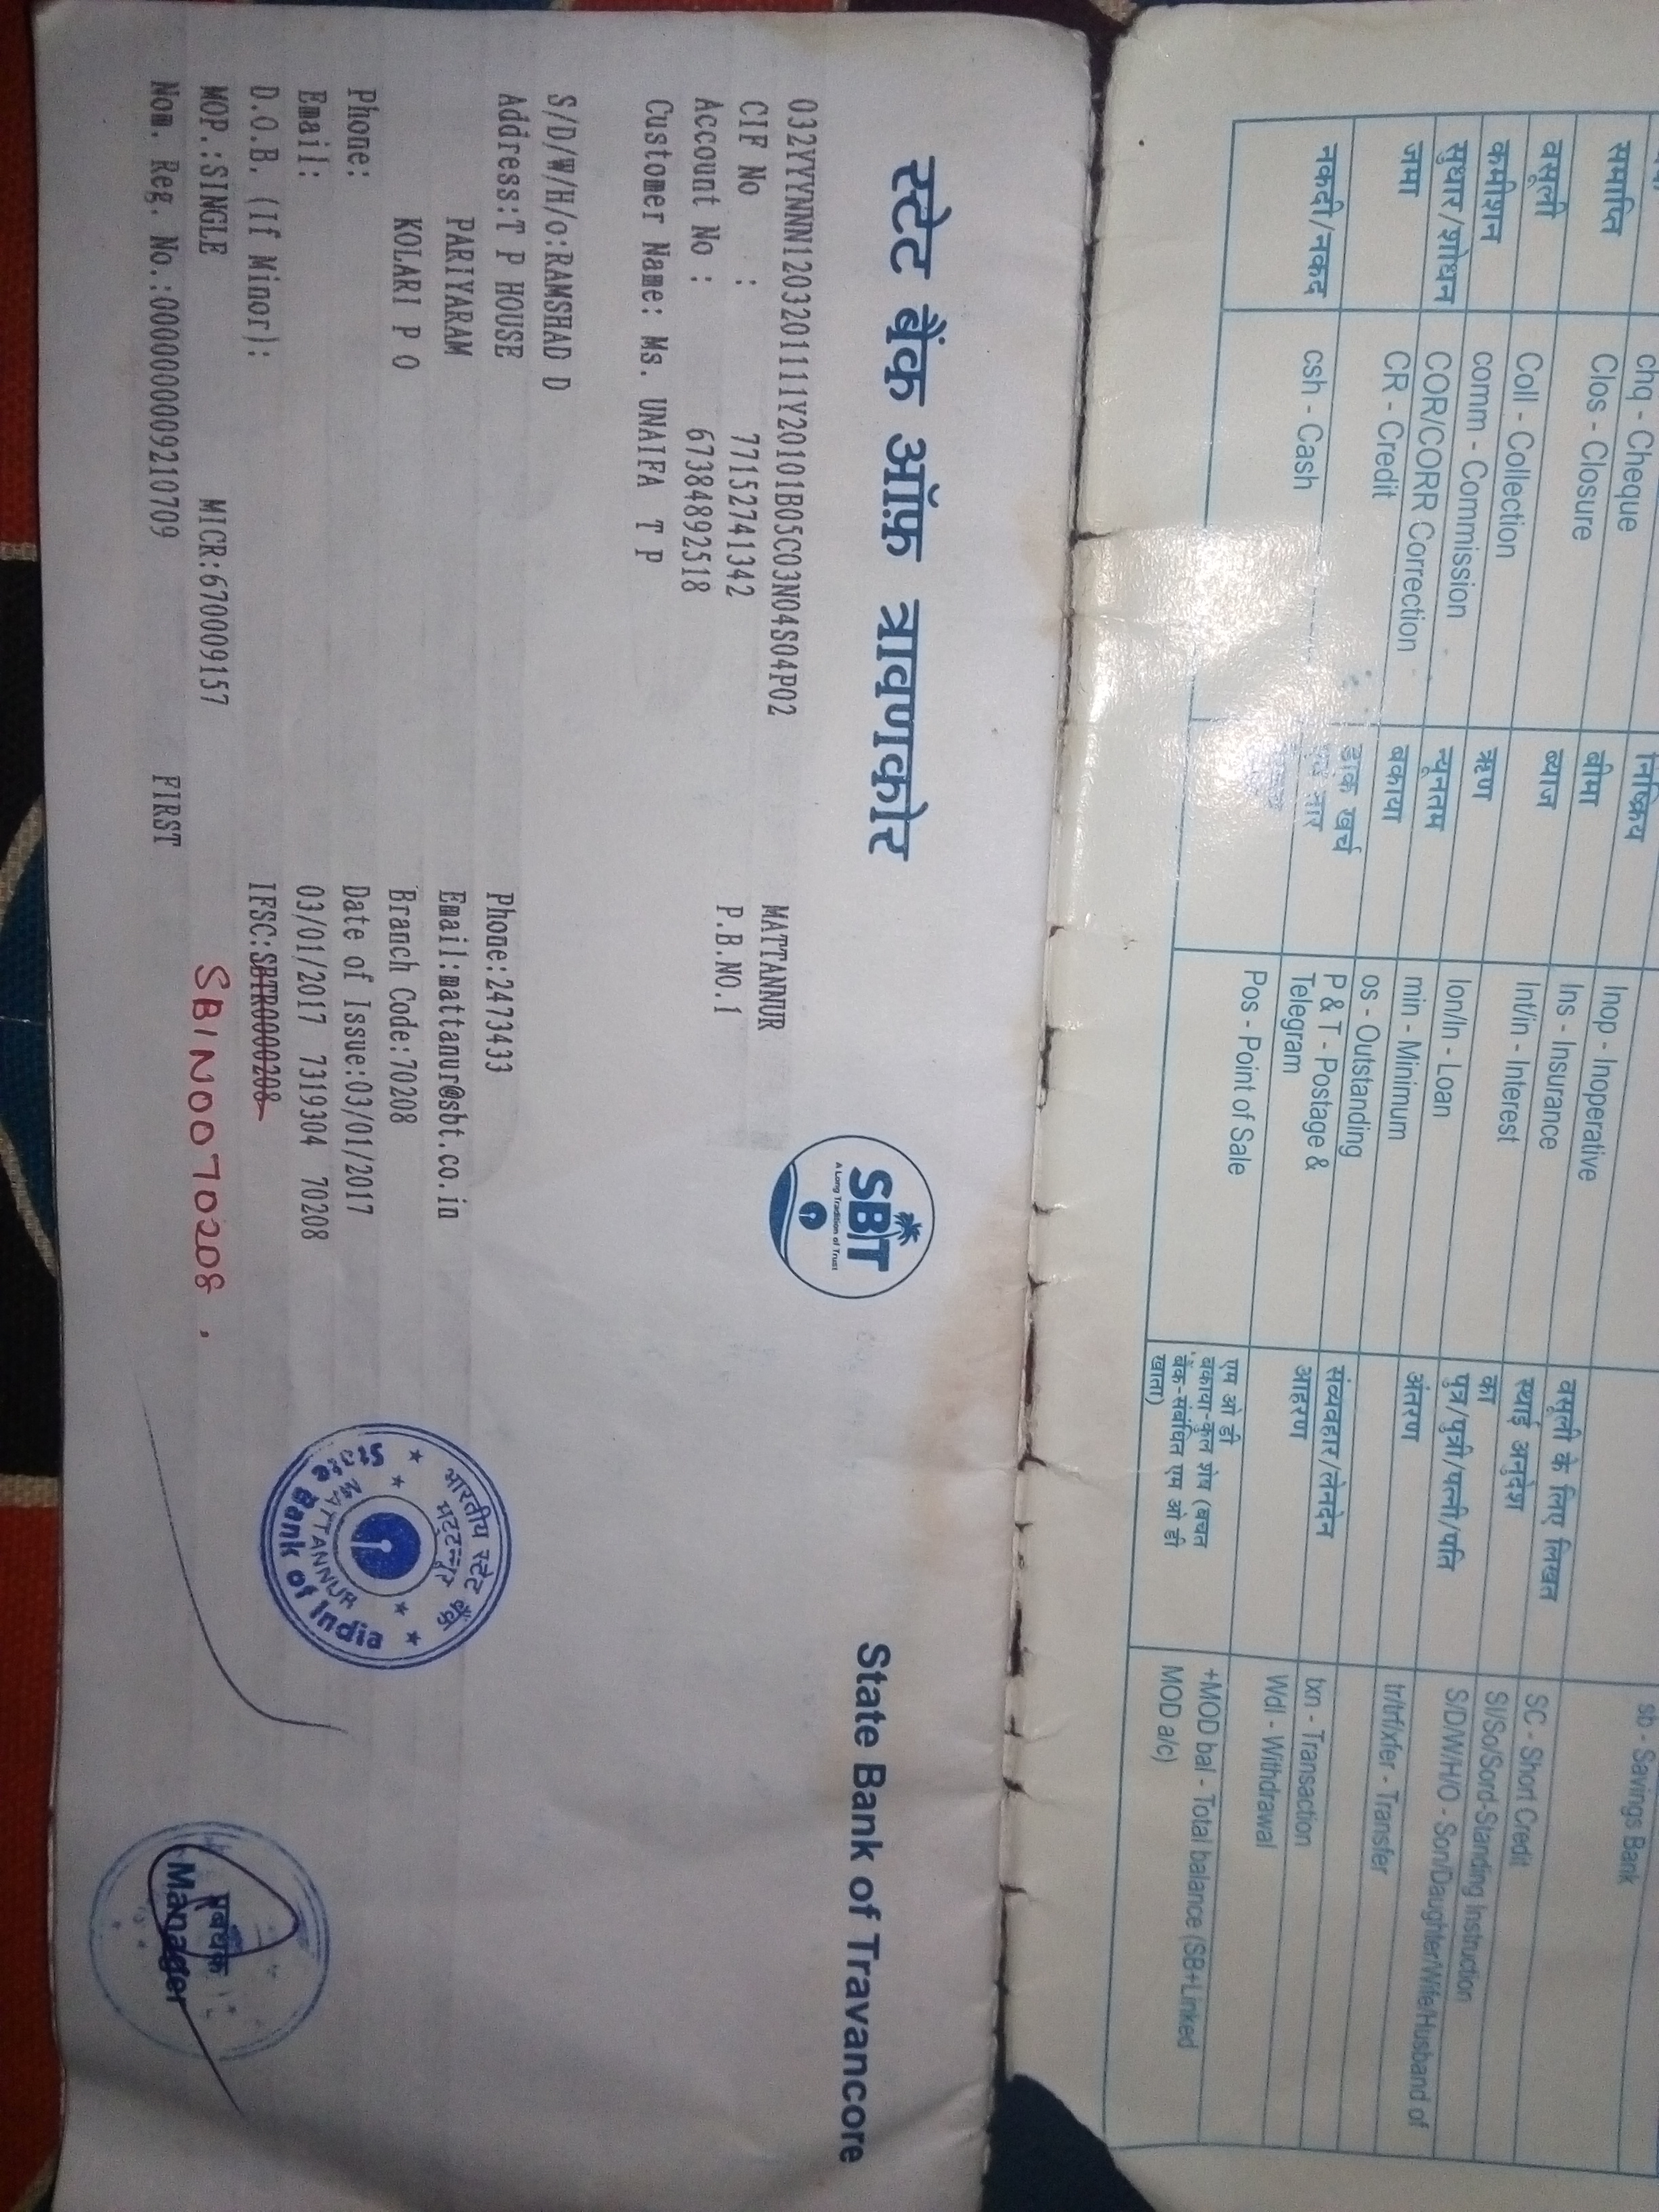 समाप्ति chq - Cheque निष्क्रिय Inop - Inoperative sb - Savings Bank
वसूली Clos - Closure बीमा Ins - Insurance वसूली के लिए लिखत SC - Short Credit
कमीशन Coll - Collection ब्याज Int/in - Interest स्थाई अनुदेश SI/So/Sord-Standing Instruction
सुधार/शोधन comm - Commission ऋण lon/ln - Loan का
पुत्र/पुत्री/पत्नी/पति S/D/W/H/O - Son/Daughter/Wife/Husband of
जमा COR/CORR Correction न्यूनतम min - Minimum अंतरण tr/trf/xfer - Transfer
CR - Credit बकाया os - Outstanding
नकदी/नकद csh - Cash डाक खर्च P & T - Postage & संव्यवहार/लेनदेन txn - Transaction
तार Telegram आहरण Wdl - Withdrawal
Pos - Point of Sale एम ओ डी +MOD bal - Total balance (SB+Linked
बकाया-कुल शेष (बचत MOD a/c)
बैंक-संबंधित एम ओ डी
खाता)
स्टेट बैंक ऑफ़ त्रावणकोर SBT State Bank of Travancore
A Long Tradition of Trust
032YYYNNN1203201111Y20101B05C03N04S04P02 MATTANNUR
CIF No : 77152741342 P.B.NO.1
Account No : 67384892518
Customer Name: Ms. UNAIFA T P
S/D/W/H/o:RAMSHAD D
Address:T P HOUSE Phone:2473433
PARIYARAM Email:mattanur@sbt.co.in
KOLARI P O Branch Code:70208
Phone: Date of Issue:03/01/2017
Email: 03/01/2017 7319304 70208
D.O.B. (If Minor): IFSC:SBTR0000208
MOP.:SINGLE MICR:670009157 SBIN0070208.
Nom. Reg. No.:0000000009210709 FIRST
भारतीय स्टेट बैंक
मट्टन्नूर
MATTANNUR
State Bank of India
प्रबंधक
Manager